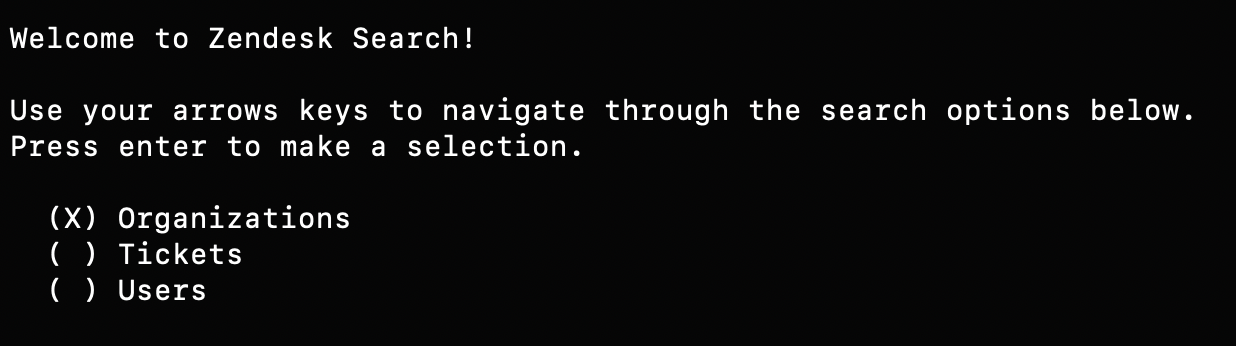 Welcome to Zendesk Search!
Use your arrows keys to navigate through the search options below.
Press enter to make a selection.
(X) Organizations
( ) Tickets
( ) Users